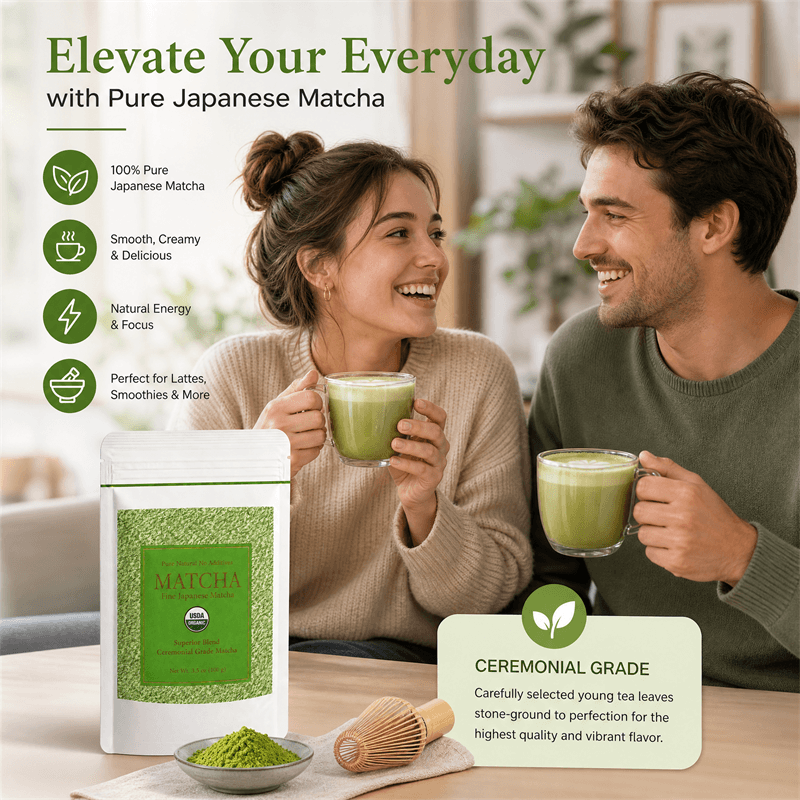 Elevate Your Everyday
with Pure Japanese Matcha
100% Pure
Japanese Matcha
Smooth, Creamy
& Delicious
Natural Energy
& Focus
Perfect for Lattes,
Smoothies & More
MATCHA
Fine Japanese Matcha
USDA
ORGANIC
Superior Blend
Ceremonial Grade Matcha
Net Wt.
CEREMONIAL GRADE
Carefully selected young tea leaves
stone-ground to perfection for the
highest quality and vibrant flavor.